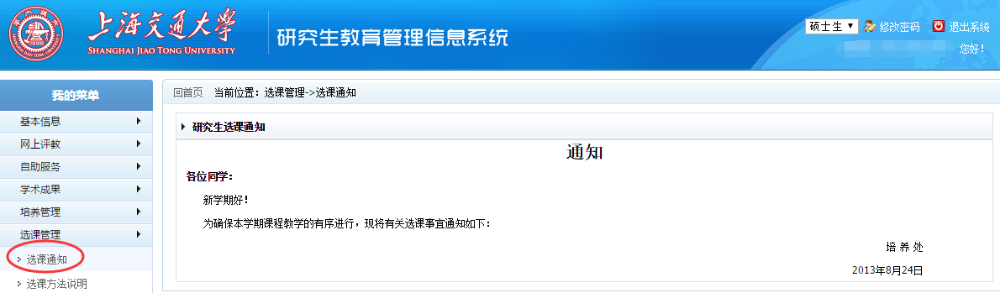 上海交通大学
SHANGHAI JIAO TONG UNIVERSITY
研究生教育管理信息系统
硕士生 修改密码 退出系统
您好！
我的菜单
基本信息
网上评教
自助服务
学术成果
培养管理
选课管理
选课通知
选课方法说明
回首页 当前位置：选课管理->选课通知
研究生选课通知
通知
各位同学：
新学期好！
为确保本学期课程教学的有序进行，现将有关选课事宜通知如下：
培 养 处
2013年8月24日